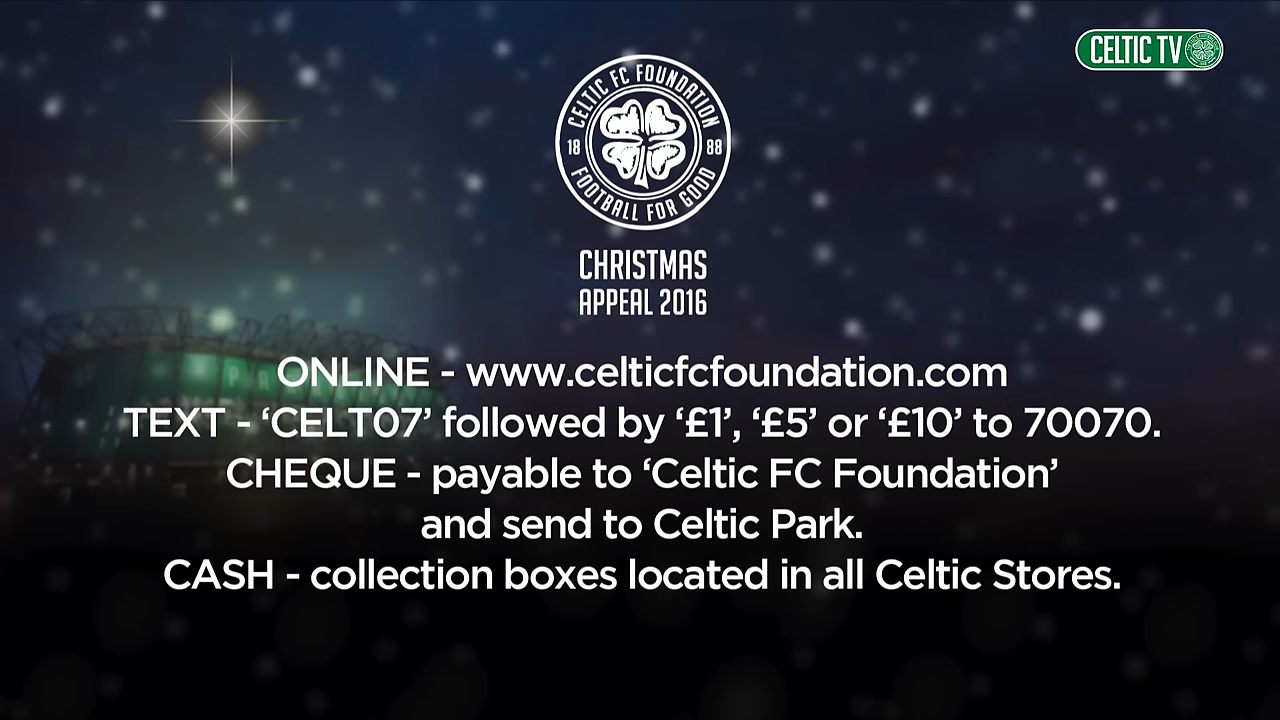 CELTIC TV
CELTIC FC FOUNDATION
18 88
FOOTBALL FOR GOOD
CHRISTMAS
APPEAL 2016
ONLINE - www.celticfcfoundation.com
TEXT - ‘CELT07’ followed by ‘£1’, ‘£5’ or ‘£10’ to 70070.
CHEQUE - payable to ‘Celtic FC Foundation’
and send to Celtic Park.
CASH - collection boxes located in all Celtic Stores.